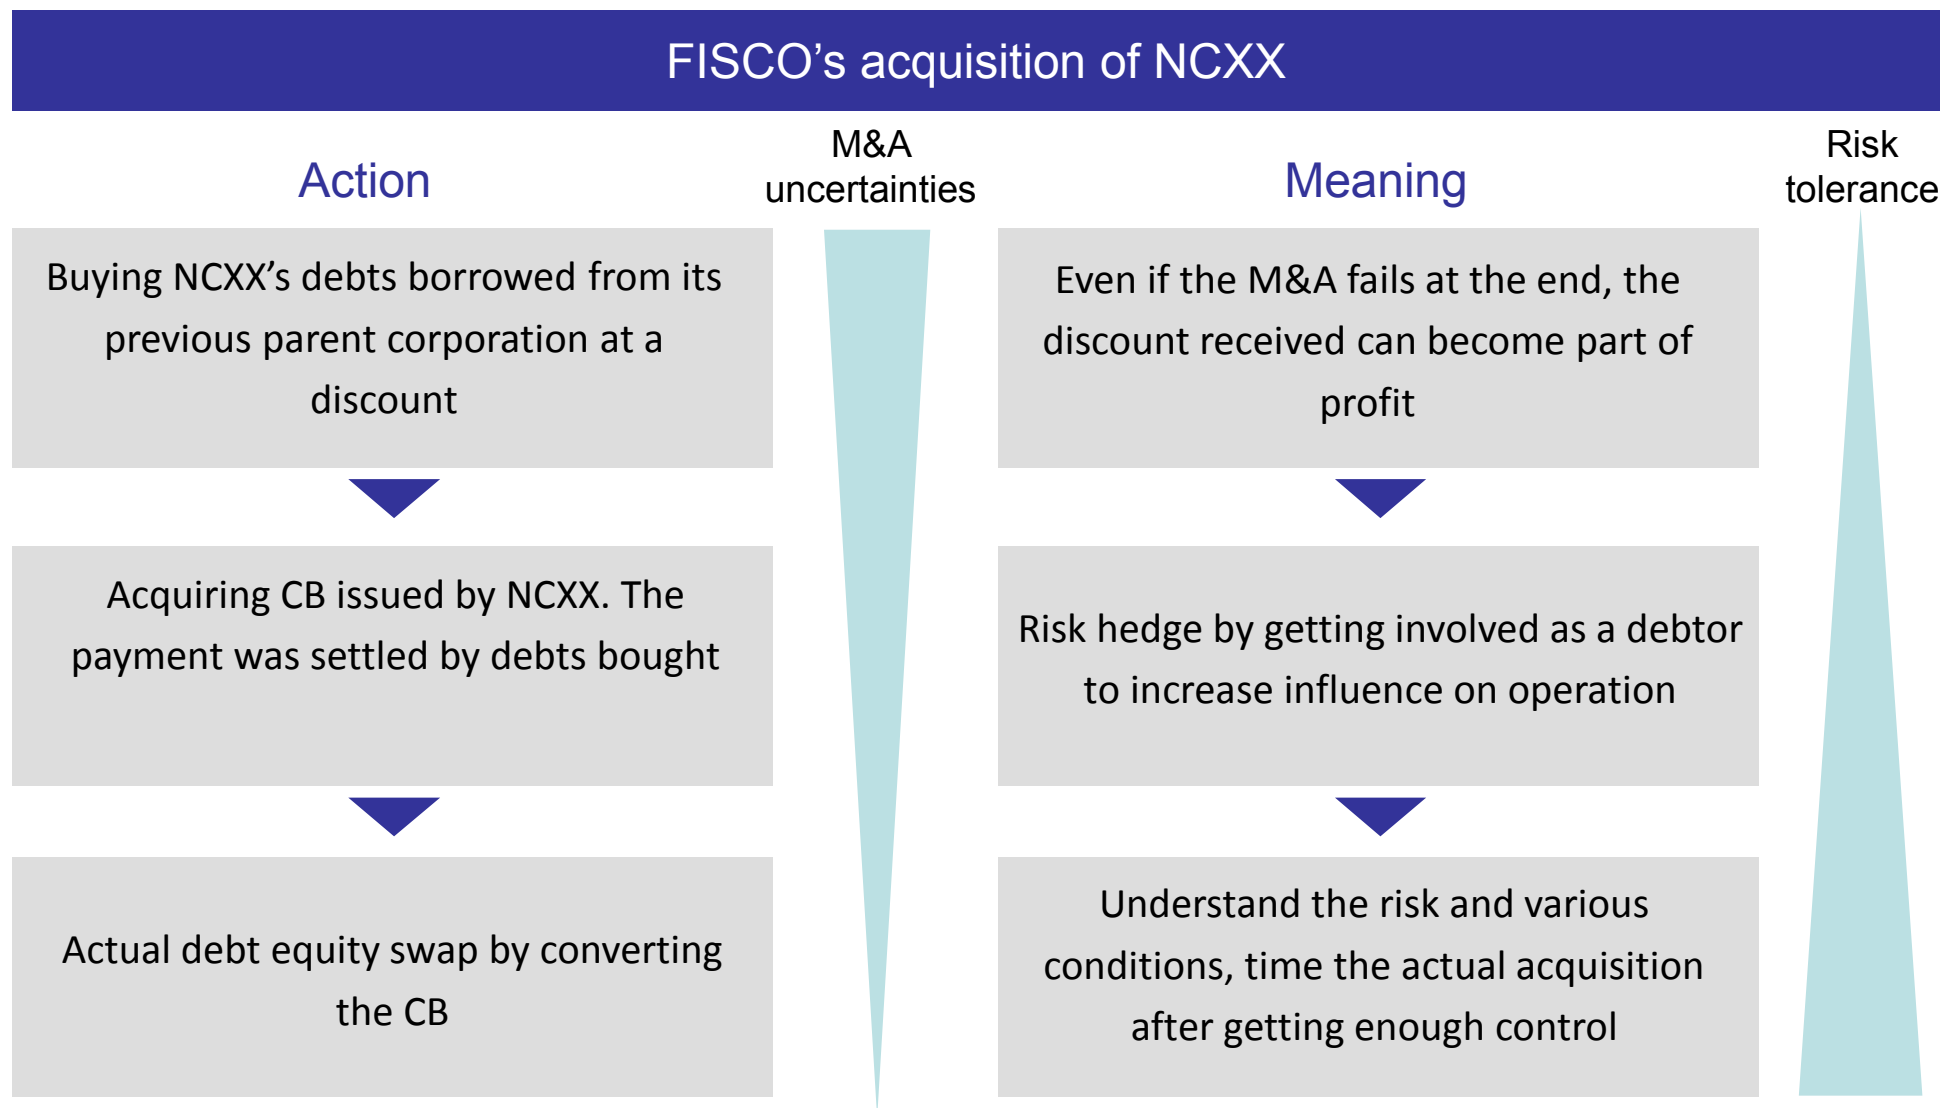 FISCO’s acquisition of NCXX
Action
M&A
uncertainties
Meaning
Risk
tolerance
Buying NCXX’s debts borrowed from its
previous parent corporation at a
discount
Even if the M&A fails at the end, the
discount received can become part of
profit
Acquiring CB issued by NCXX. The
payment was settled by debts bought
Risk hedge by getting involved as a debtor
to increase influence on operation
Actual debt equity swap by converting
the CB
Understand the risk and various
conditions, time the actual acquisition
after getting enough control